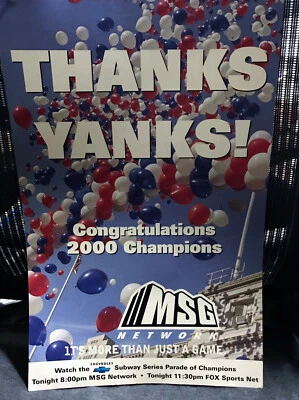 THANKS
YANKS!
Congratulations
2000 Champions
MSG
NETWORK
IT'S MORE THAN JUST A GAME
Watch the CHEVROLET Subway Series Parade of Champions
Tonight 8:00pm MSG Network • Tonight 11:30pm FOX Sports Net